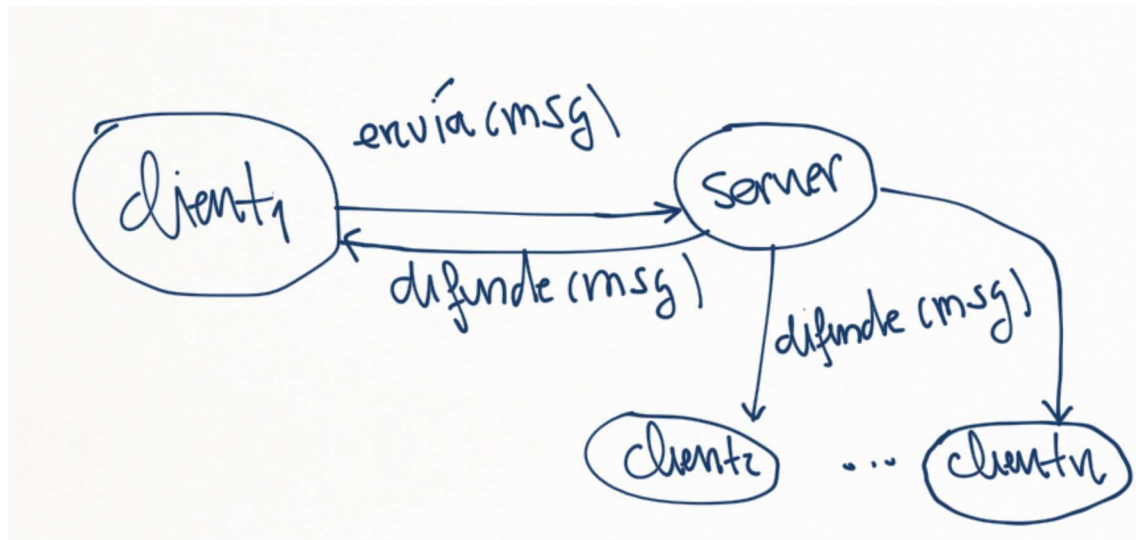 envía (msg)
client1
server
difunde (msg)
difunde (msg)
client2 ... clientn